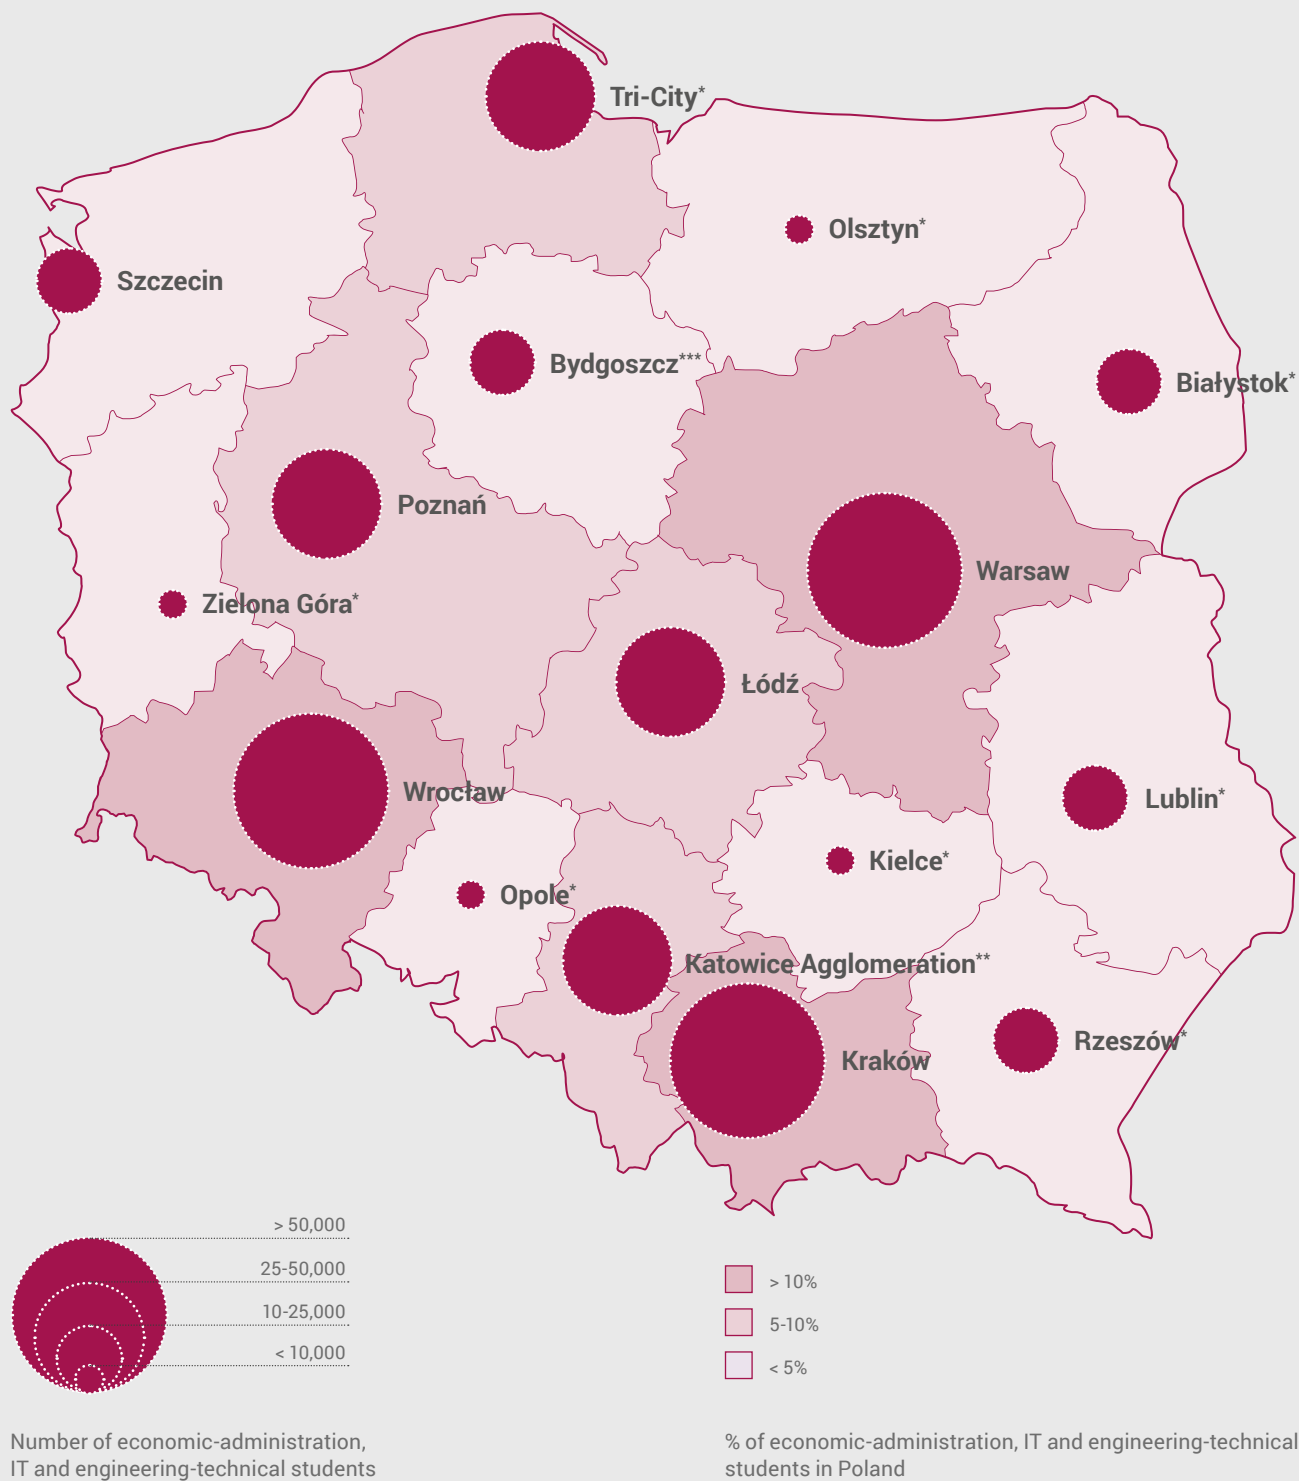 Tri-City*
Olsztyn*
Szczecin
Bydgoszcz***
Białystok*
Poznań
Warsaw
Zielona Góra*
Łódź
Wrocław
Lublin*
Kielce*
Opole*
Katowice Agglomeration**
Rzeszów*
Kraków
> 50,000
25-50,000
10-25,000
< 10,000
> 10%
5-10%
< 5%
Number of economic-administration,
IT and engineering-technical students
% of economic-administration, IT and engineering-technical
students in Poland